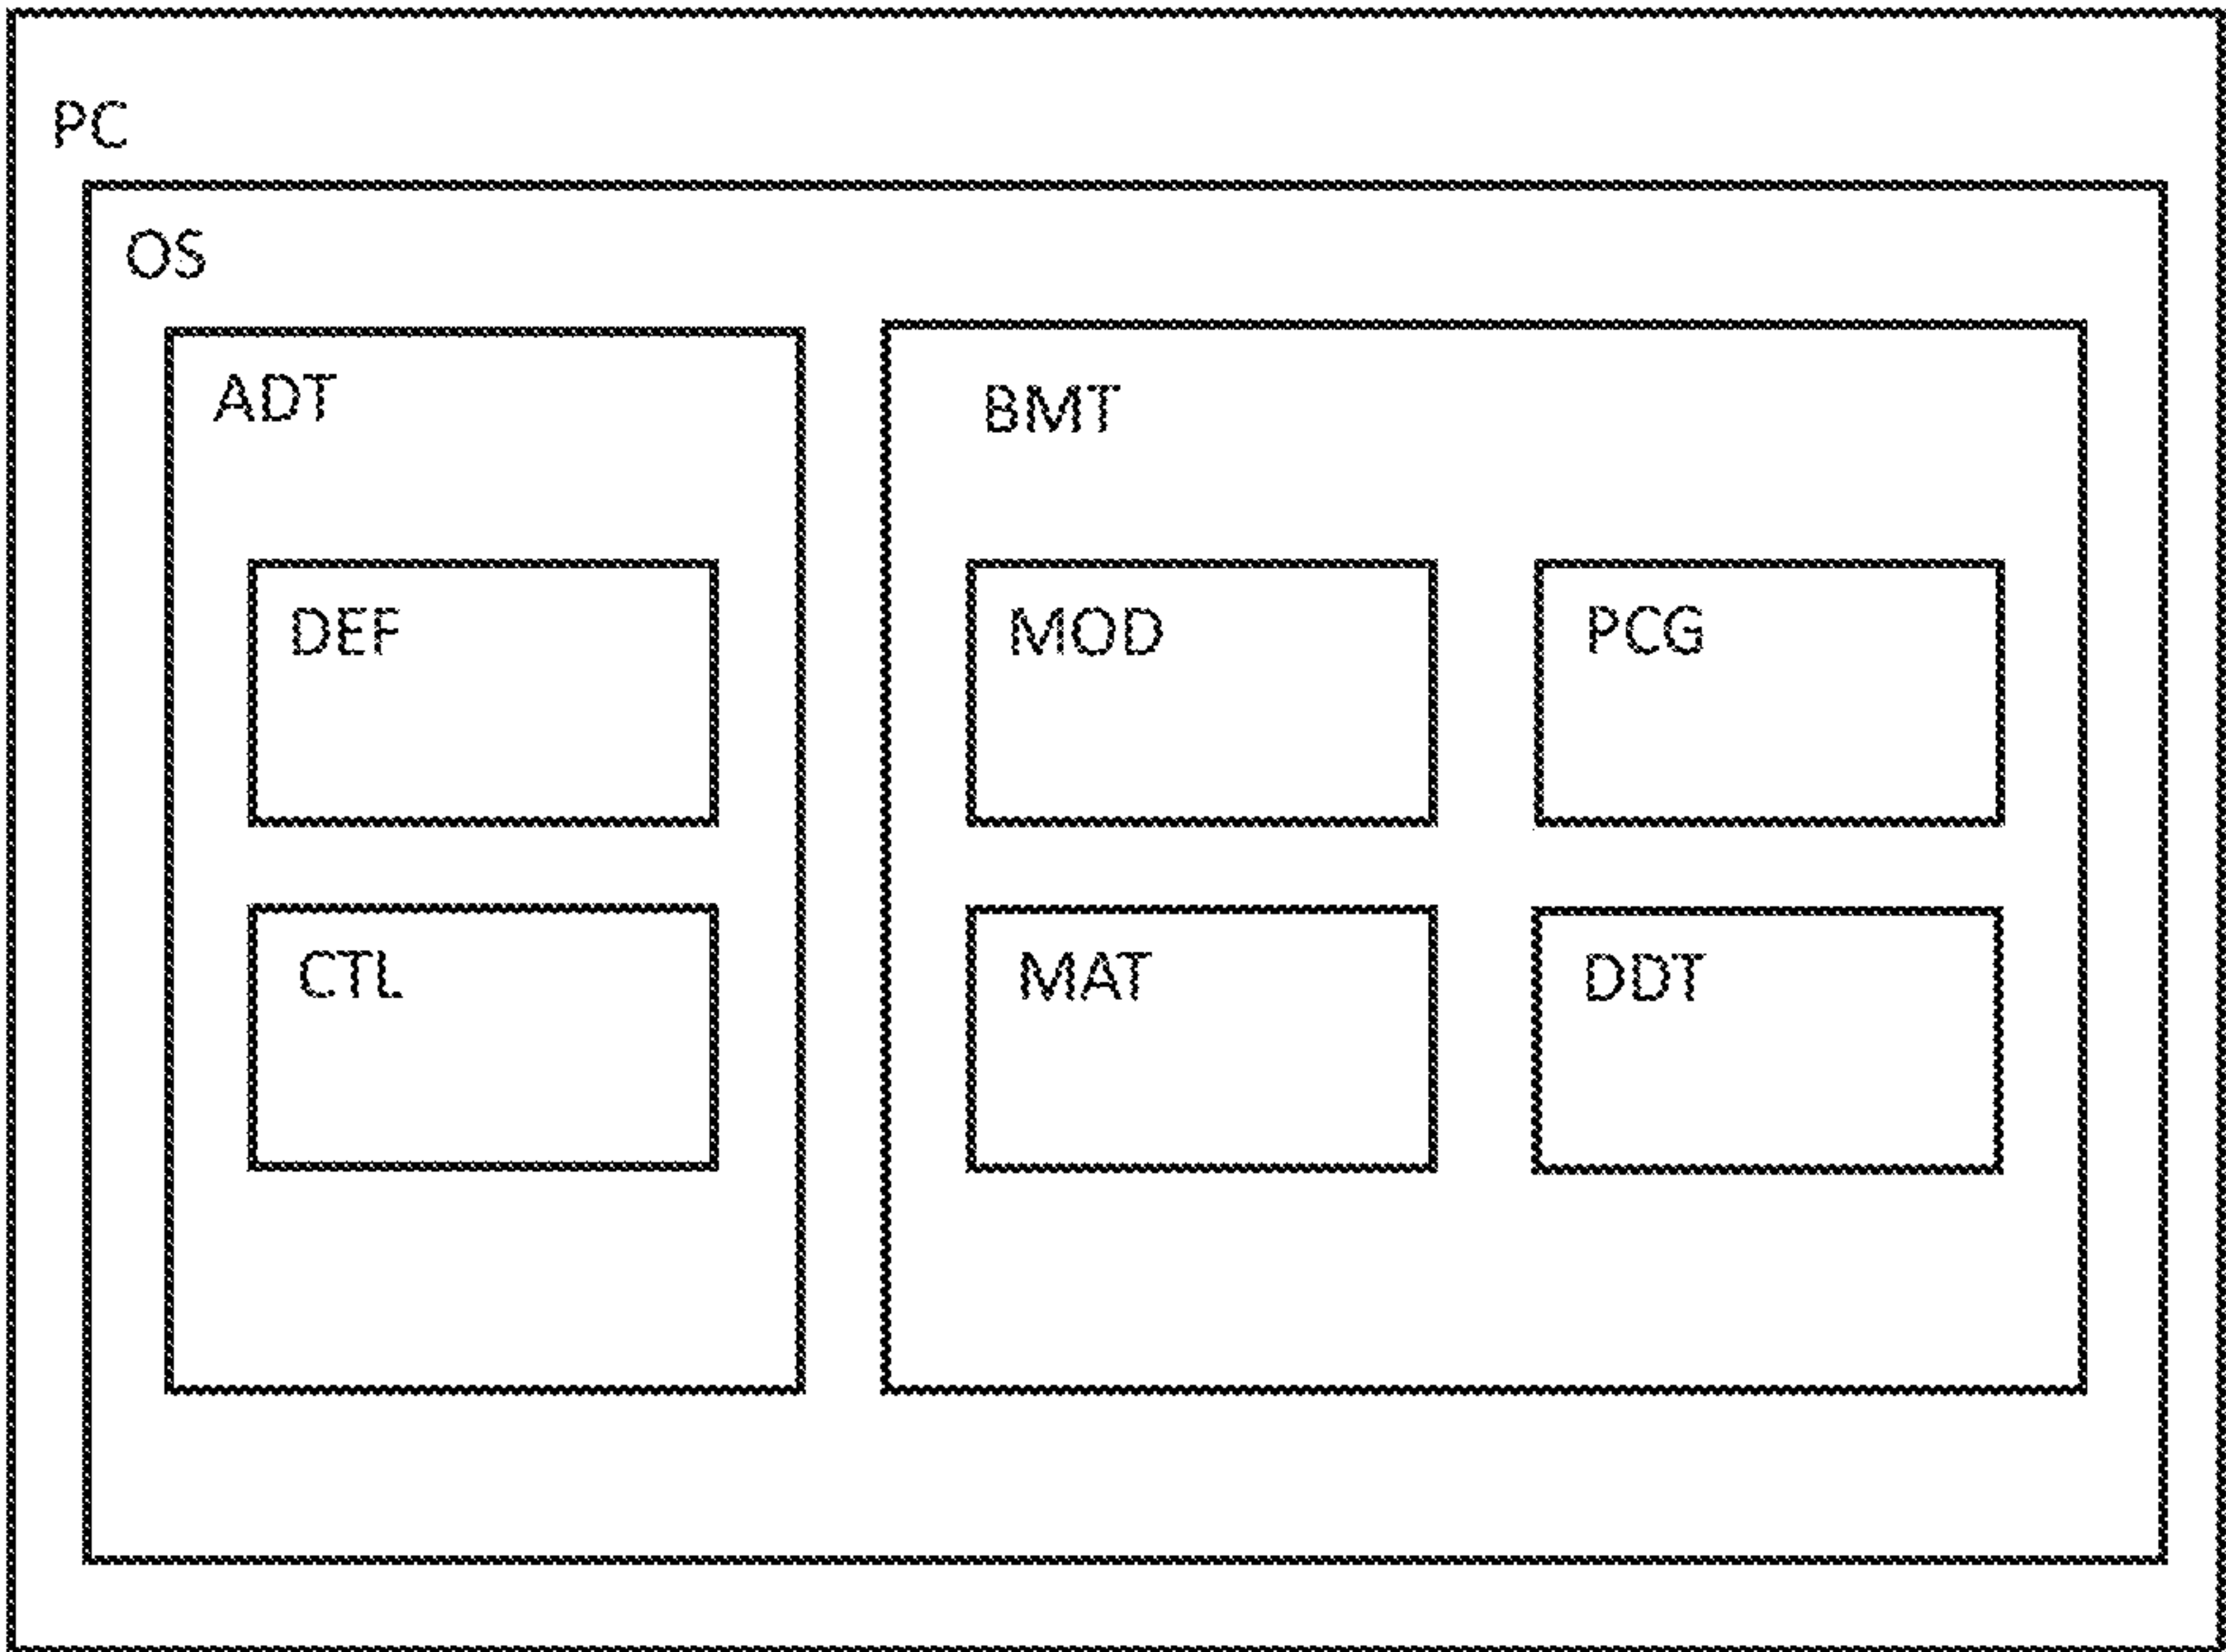 PC
OS
ADT
BMT
DEF
MOD
PCG
CTL
MAT
DDT